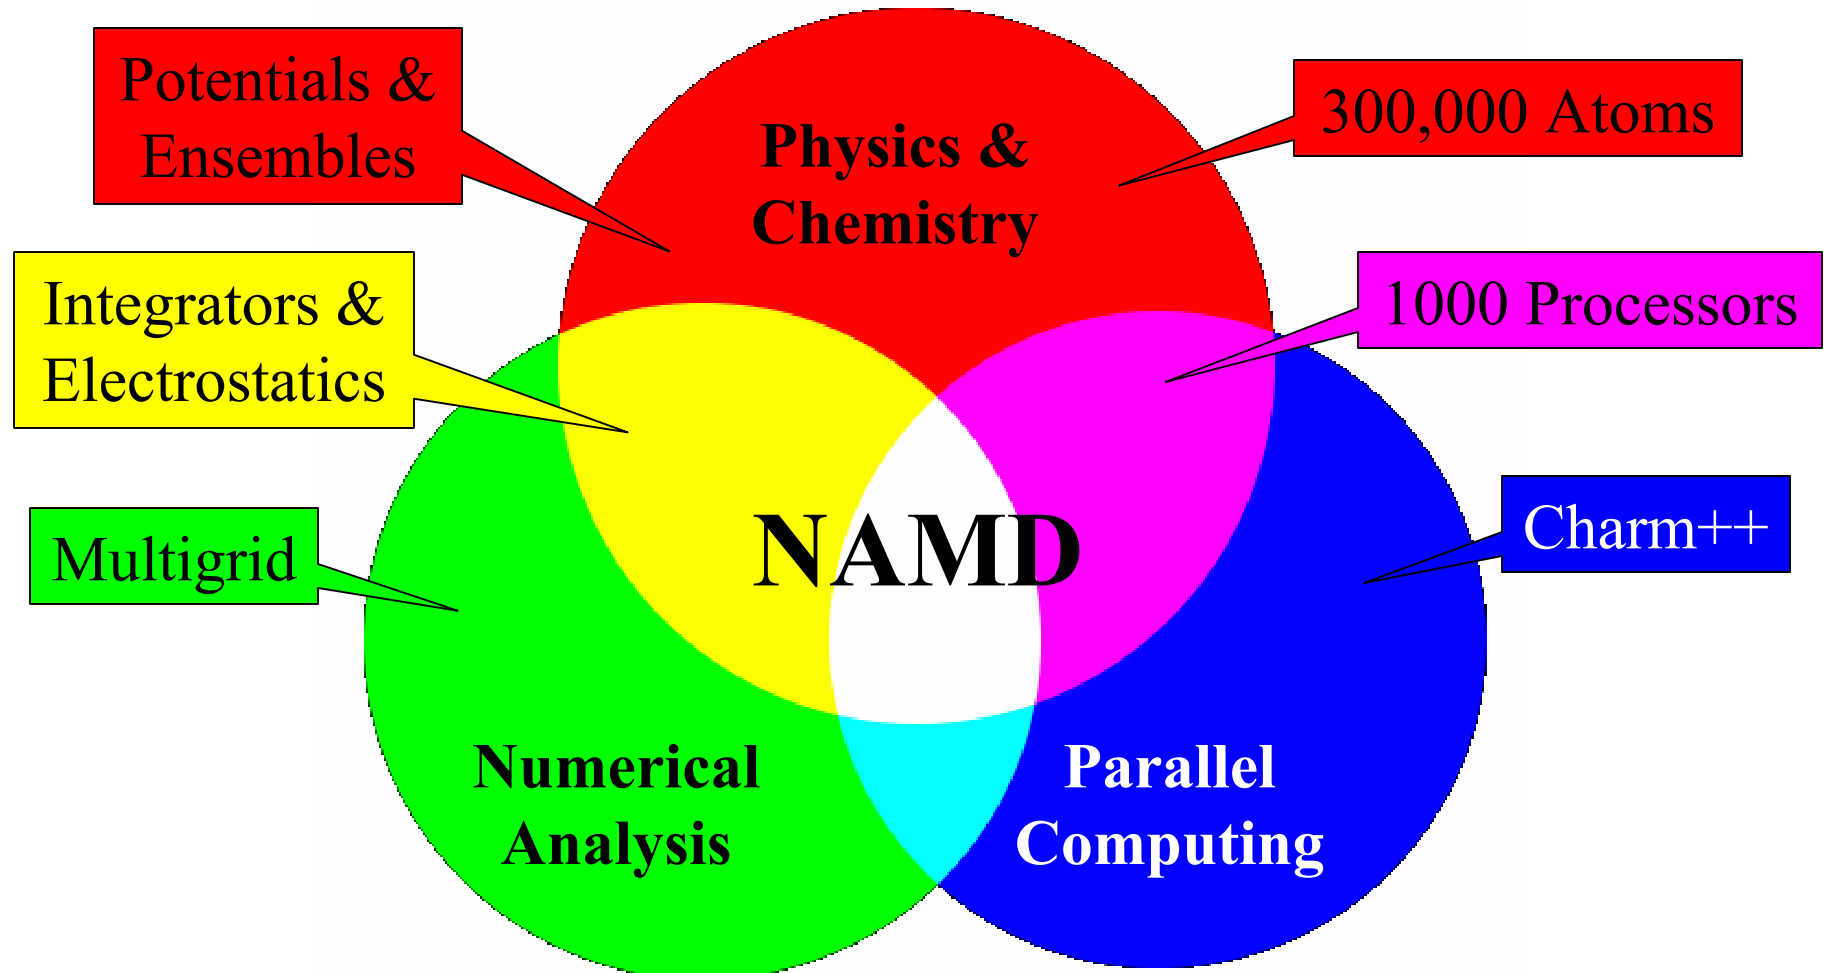 Potentials &
Ensembles
Physics &
Chemistry
300,000 Atoms
Integrators &
Electrostatics
1000 Processors
Multigrid
NAMD
Charm++
Numerical
Analysis
Parallel
Computing